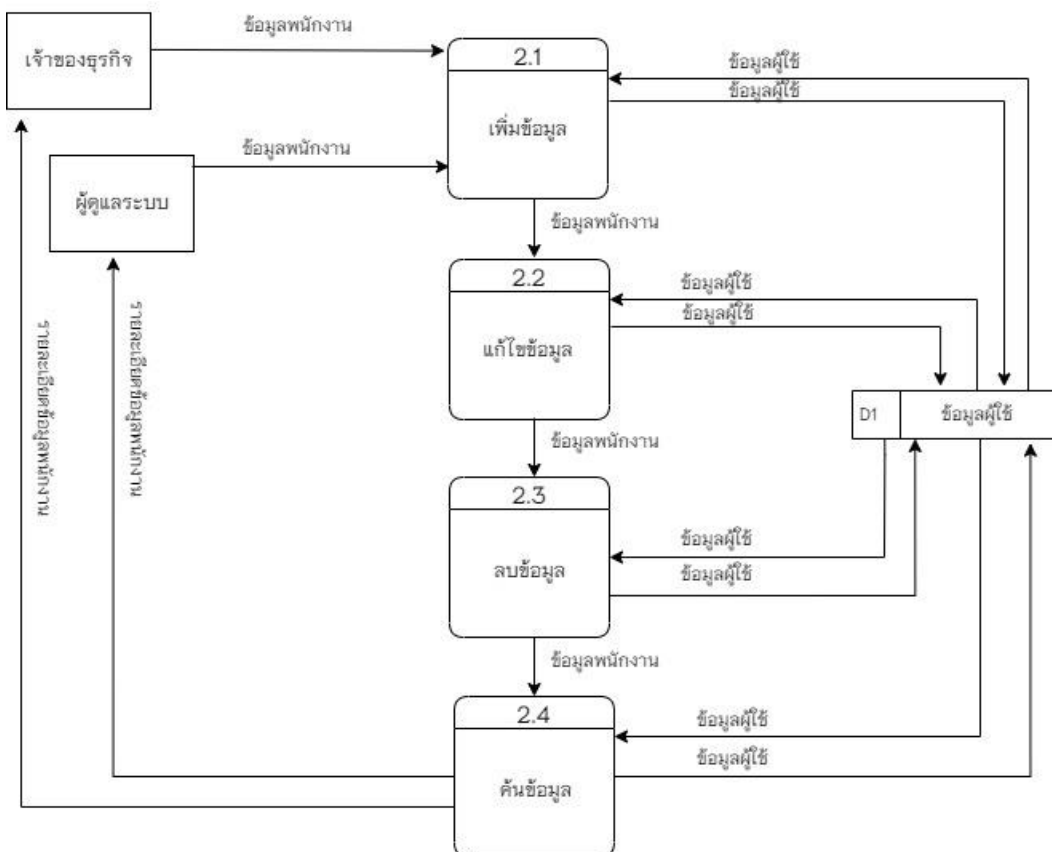 เจ้าของธุรกิจ
ข้อมูลพนักงาน
2.1
เพิ่มข้อมูล
ข้อมูลผู้ใช้
ข้อมูลผู้ใช้
ผู้ดูแลระบบ
ข้อมูลพนักงาน
ข้อมูลพนักงาน
2.2
แก้ไขข้อมูล
ข้อมูลผู้ใช้
ข้อมูลผู้ใช้
รายละเอียดข้อมูลพนักงาน
รายละเอียดข้อมูลพนักงาน
D1
ข้อมูลผู้ใช้
ข้อมูลพนักงาน
2.3
ลบข้อมูล
ข้อมูลผู้ใช้
ข้อมูลผู้ใช้
ข้อมูลพนักงาน
2.4
ค้นข้อมูล
ข้อมูลผู้ใช้
ข้อมูลผู้ใช้